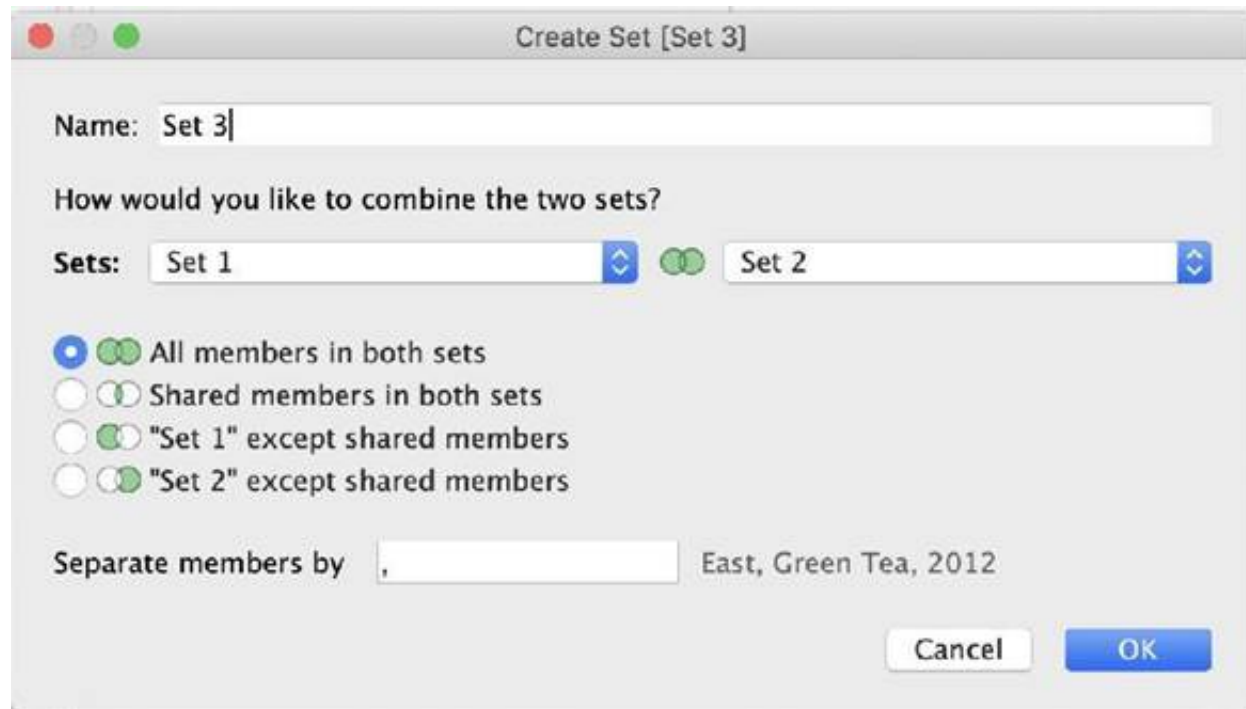 Create Set [Set 3]
Name: Set 3
How would you like to combine the two sets?
Sets: Set 1 Set 2
All members in both sets
Shared members in both sets
"Set 1" except shared members
"Set 2" except shared members
Separate members by , East, Green Tea, 2012
Cancel OK